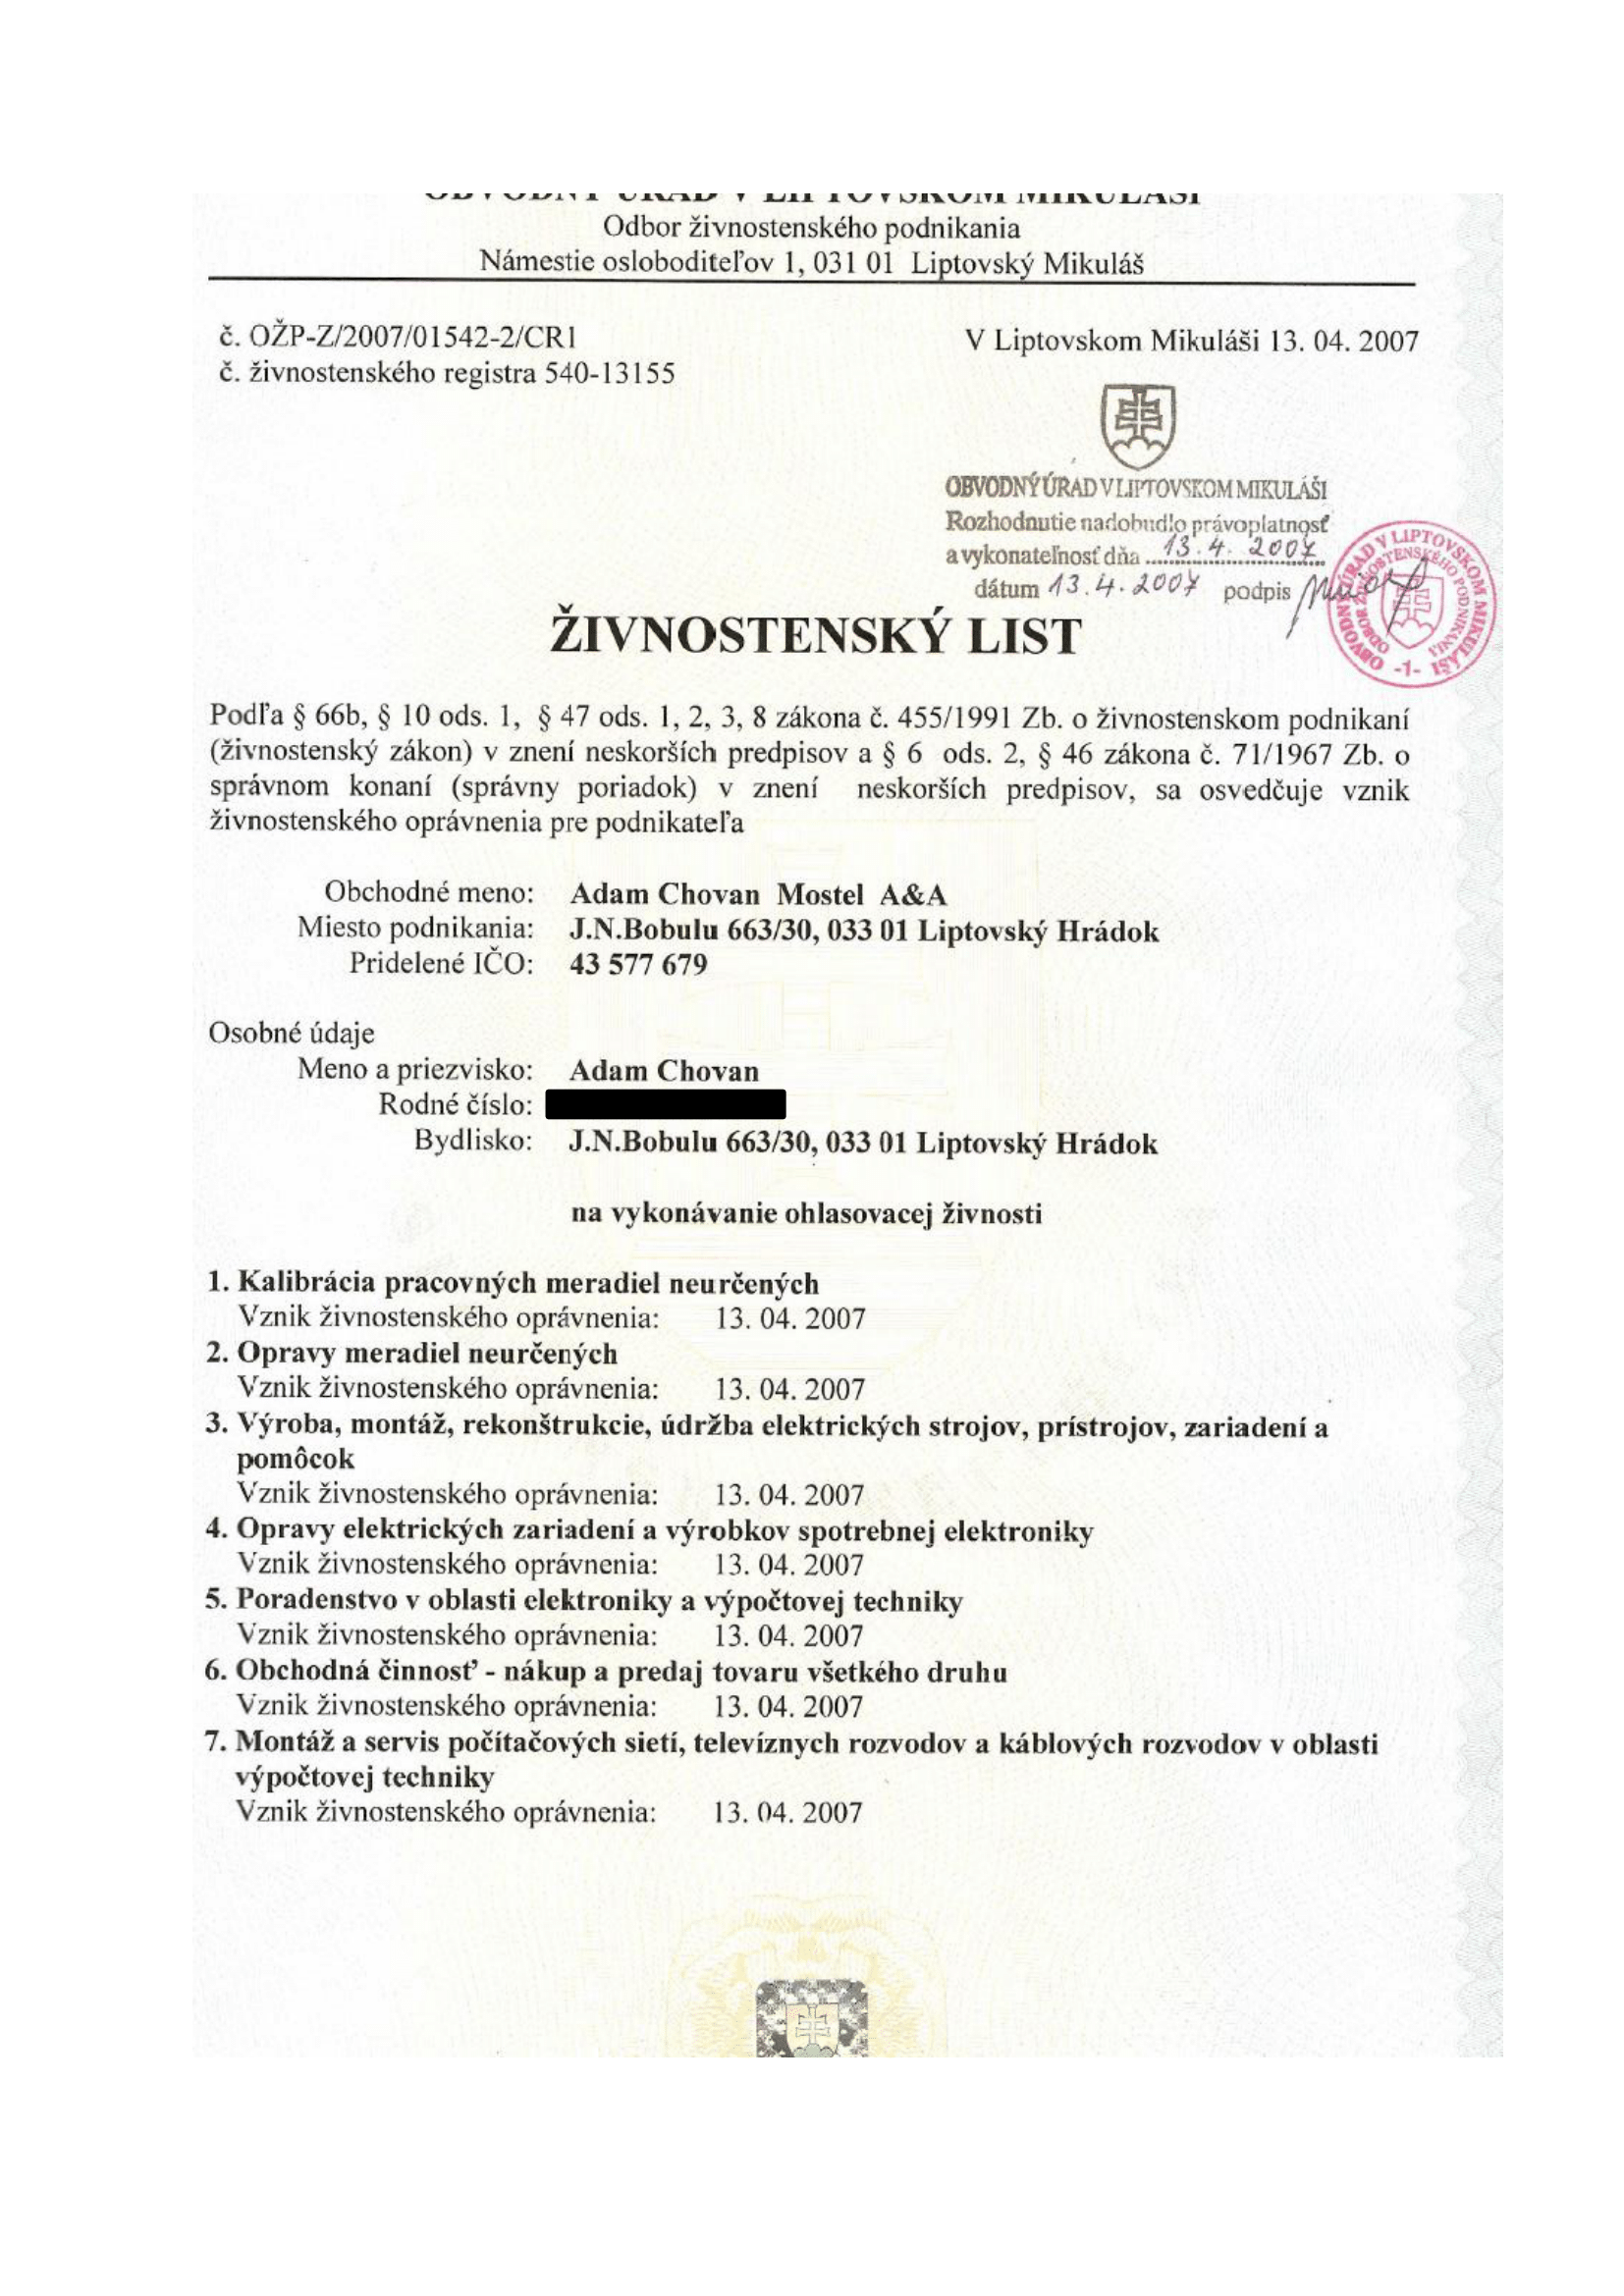 OBVODNÝ ÚRAD V LIPTOVSKOM MIKULÁŠI
Odbor živnostenského podnikania
Námestie osloboditeľov 1, 031 01 Liptovský Mikuláš
č. OŽP-Z/2007/01542-2/CR1
V Liptovskom Mikuláši 13. 04. 2007
č. živnostenského registra 540-13155
OBVODNÝ ÚRAD V LIPTOVSKOM MIKULÁŠI
Rozhodnutie nadobudlo právoplatnosť
a vykonateľnosť dňa 13. 4. 2007
dátum 13. 4. 2007 podpis
OBVODNÝ ÚRAD V LIPTOVSKOM MIKULÁŠI
ODBOR ŽIVNOSTENSKÉHO PODNIKANIA
-1-
ŽIVNOSTENSKÝ LIST
Podľa § 66b, § 10 ods. 1, § 47 ods. 1, 2, 3, 8 zákona č. 455/1991 Zb. o živnostenskom podnikaní
(živnostenský zákon) v znení neskorších predpisov a § 6 ods. 2, § 46 zákona č. 71/1967 Zb. o
správnom konaní (správny poriadok) v znení neskorších predpisov, sa osvedčuje vznik
živnostenského oprávnenia pre podnikateľa
Obchodné meno: Adam Chovan Mostel A&A
Miesto podnikania: J.N.Bobulu 663/30, 033 01 Liptovský Hrádok
Pridelené IČO: 43 577 679
Osobné údaje
Meno a priezvisko: Adam Chovan
Rodné číslo:
Bydlisko: J.N.Bobulu 663/30, 033 01 Liptovský Hrádok
na vykonávanie ohlasovacej živnosti
1. Kalibrácia pracovných meradiel neurčených
Vznik živnostenského oprávnenia: 13. 04. 2007
2. Opravy meradiel neurčených
Vznik živnostenského oprávnenia: 13. 04. 2007
3. Výroba, montáž, rekonštrukcie, údržba elektrických strojov, prístrojov, zariadení a
pomôcok
Vznik živnostenského oprávnenia: 13. 04. 2007
4. Opravy elektrických zariadení a výrobkov spotrebnej elektroniky
Vznik živnostenského oprávnenia: 13. 04. 2007
5. Poradenstvo v oblasti elektroniky a výpočtovej techniky
Vznik živnostenského oprávnenia: 13. 04. 2007
6. Obchodná činnosť - nákup a predaj tovaru všetkého druhu
Vznik živnostenského oprávnenia: 13. 04. 2007
7. Montáž a servis počítačových sietí, televíznych rozvodov a káblových rozvodov v oblasti
výpočtovej techniky
Vznik živnostenského oprávnenia: 13. 04. 2007